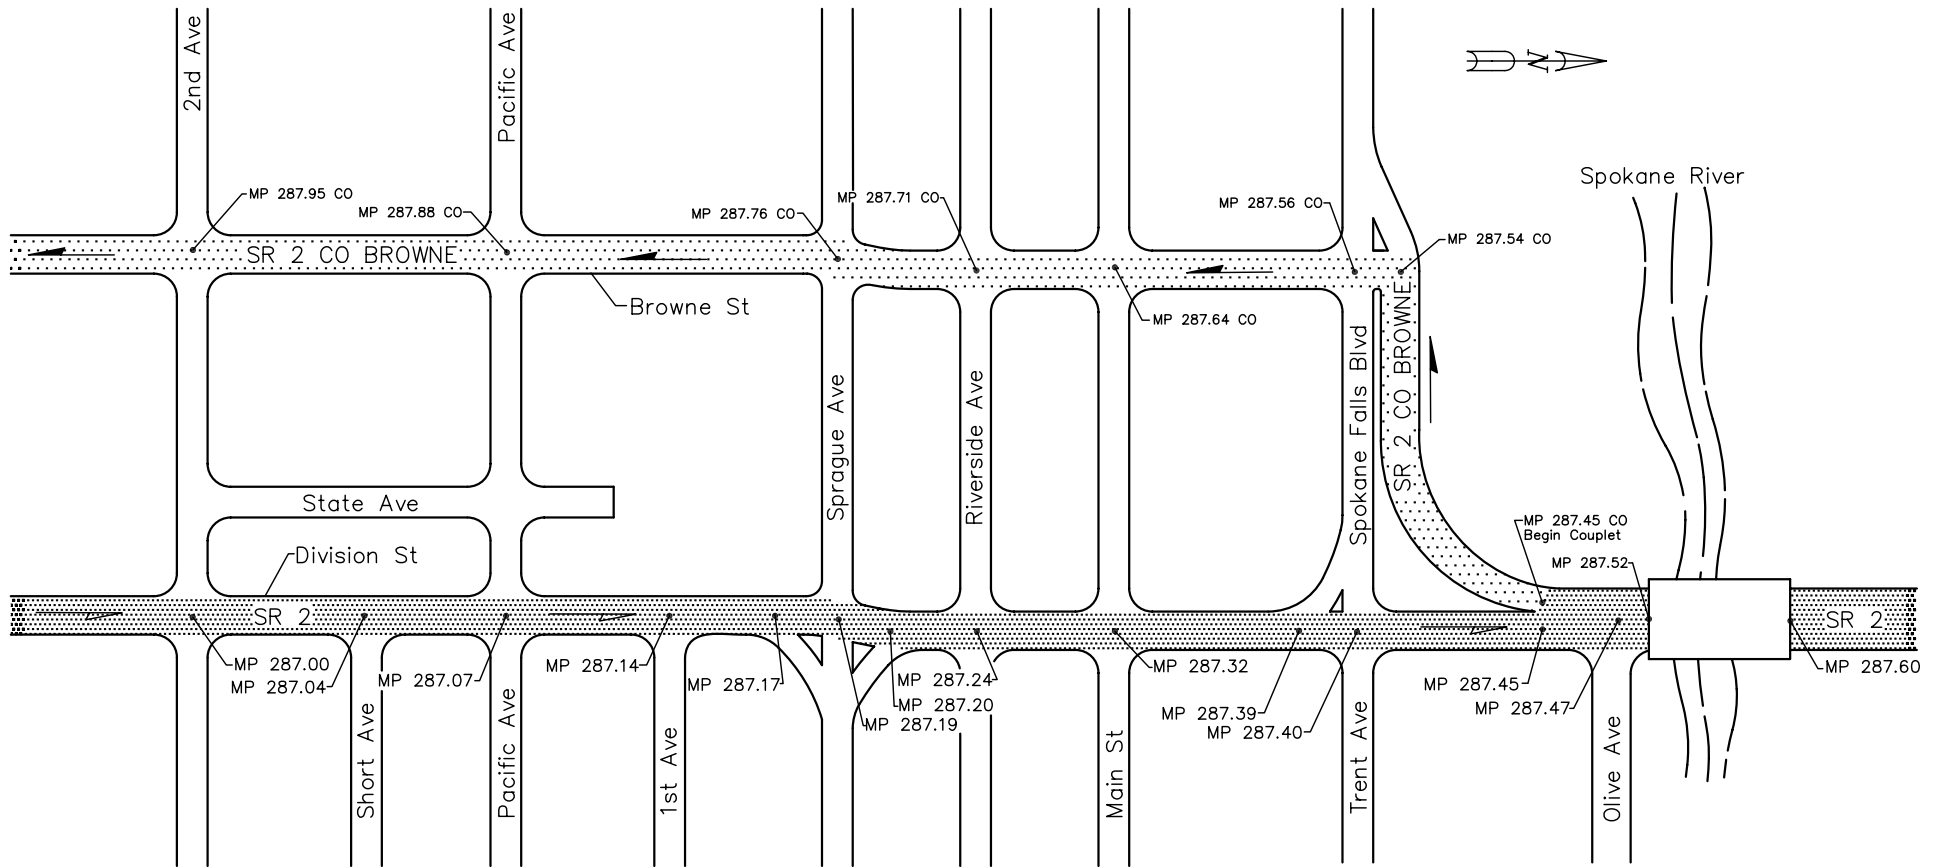 2nd Ave
Pacific Ave
N
Spokane River
MP 287.95 CO
MP 287.88 CO
MP 287.76 CO
MP 287.71 CO
MP 287.56 CO
MP 287.54 CO
SR 2 CO BROWNE
Browne St
MP 287.64 CO
SR 2 CO BROWNE
Sprague Ave
Riverside Ave
Spokane Falls Blvd
State Ave
Division St
MP 287.45 CO
Begin Couplet
MP 287.52
SR 2
SR 2
MP 287.00
MP 287.04
MP 287.07
MP 287.14
MP 287.17
MP 287.24
MP 287.20
MP 287.19
MP 287.32
MP 287.39
MP 287.40
MP 287.45
MP 287.47
MP 287.60
Short Ave
Pacific Ave
1st Ave
Main St
Trent Ave
Olive Ave